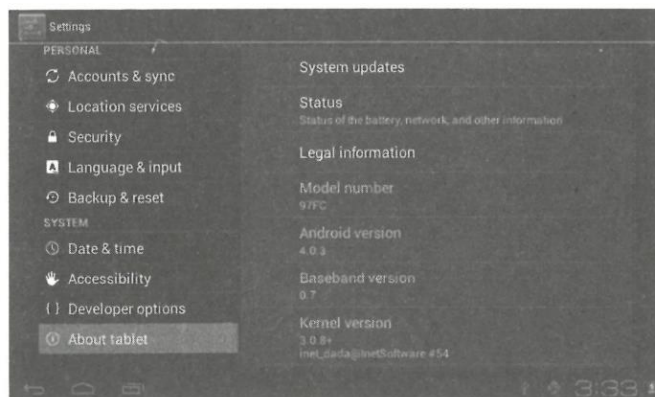 Settings
PERSONAL
Accounts & sync
Location services
Security
Language & input
Backup & reset
SYSTEM
Date & time
Accessibility
Developer options
About tablet
System updates
Status
Status of the battery, network, and other information
Legal information
Model number
97FC
Android version
4.0.3
Baseband version
0.7
Kernel version
3.0.8+
inet_dada@InetSoftware #54
3:33